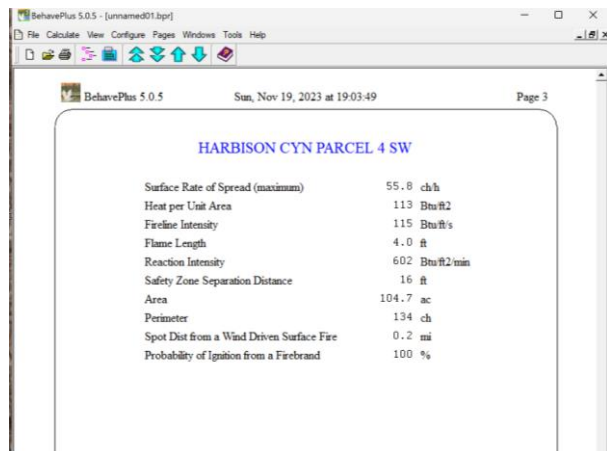 BehavePlus 5.0.5 - [unnamed01.bpr]
File Calculate View Configure Pages Windows Tools Help
BehavePlus 5.0.5 Sun, Nov 19, 2023 at 19:03:49 Page 3
HARBISON CYN PARCEL 4 SW
Surface Rate of Spread (maximum) 55.8 ch/h
Heat per Unit Area 113 Btu/ft2
Fireline Intensity 115 Btu/ft/s
Flame Length 4.0 ft
Reaction Intensity 602 Btu/ft2/min
Safety Zone Separation Distance 16 ft
Area 104.7 ac
Perimeter 134 ch
Spot Dist from a Wind Driven Surface Fire 0.2 mi
Probability of Ignition from a Firebrand 100 %